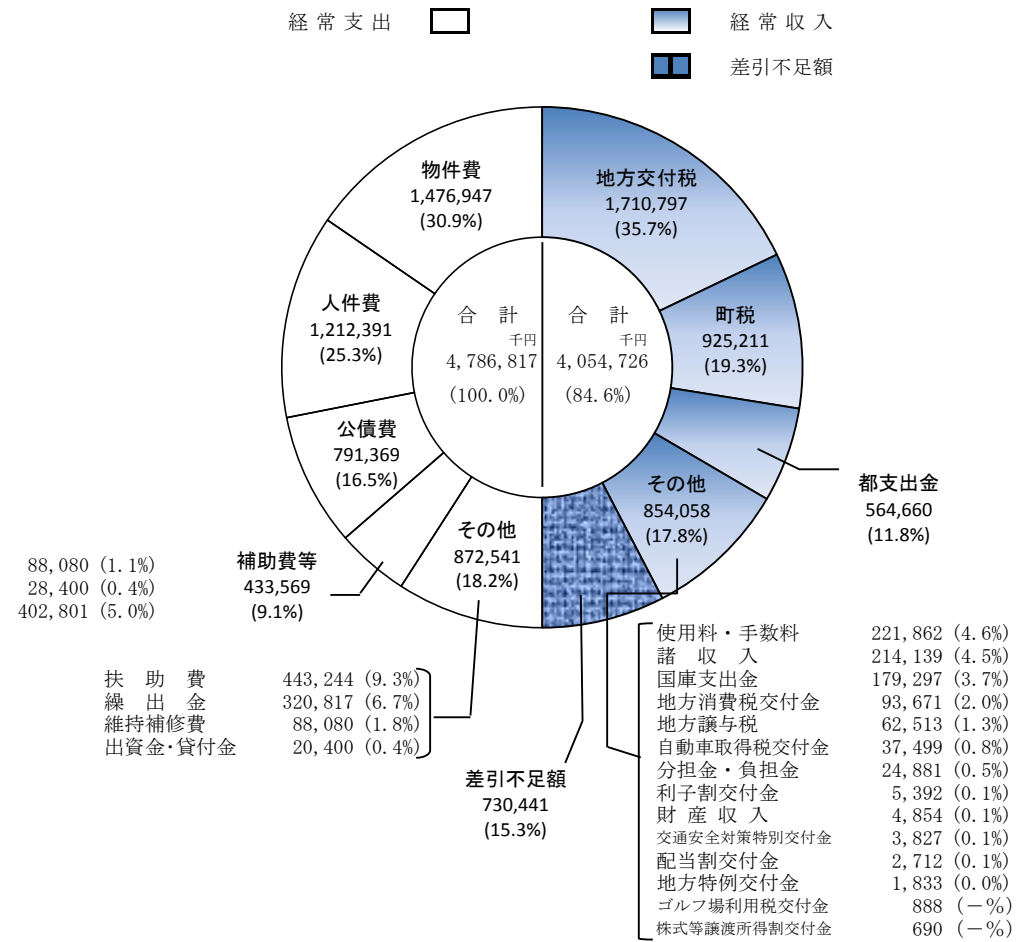 経常支出
経常収入
差引不足額
物件費
1,476,947
(30.9%)
地方交付税
1,710,797
(35.7%)
人件費
1,212,391
(25.3%)
町税
925,211
(19.3%)
合 計
千円
4,786,817
(100.0%)
合 計
千円
4,054,726
(84.6%)
公債費
791,369
(16.5%)
その他
854,058
(17.8%)
都支出金
564,660
(11.8%)
その他
872,541
(18.2%)
補助費等
433,569
(9.1%)
88,080 (1.1%)
28,400 (0.4%)
402,801 (5.0%)
扶 助 費 443,244 (9.3%)
繰 出 金 320,817 (6.7%)
維持補修費 88,080 (1.8%)
出資金・貸付金 20,400 (0.4%)
差引不足額
730,441
(15.3%)
使用料・手数料 221,862 (4.6%)
諸 収 入 214,139 (4.5%)
国庫支出金 179,297 (3.7%)
地方消費税交付金 93,671 (2.0%)
地方譲与税 62,513 (1.3%)
自動車取得税交付金 37,499 (0.8%)
分担金・負担金 24,881 (0.5%)
利子割交付金 5,392 (0.1%)
財 産 収 入 4,854 (0.1%)
交通安全対策特別交付金 3,827 (0.1%)
配当割交付金 2,712 (0.1%)
地方特例交付金 1,833 (0.0%)
ゴルフ場利用税交付金 888 (－%)
株式等譲渡所得割交付金 690 (－%)